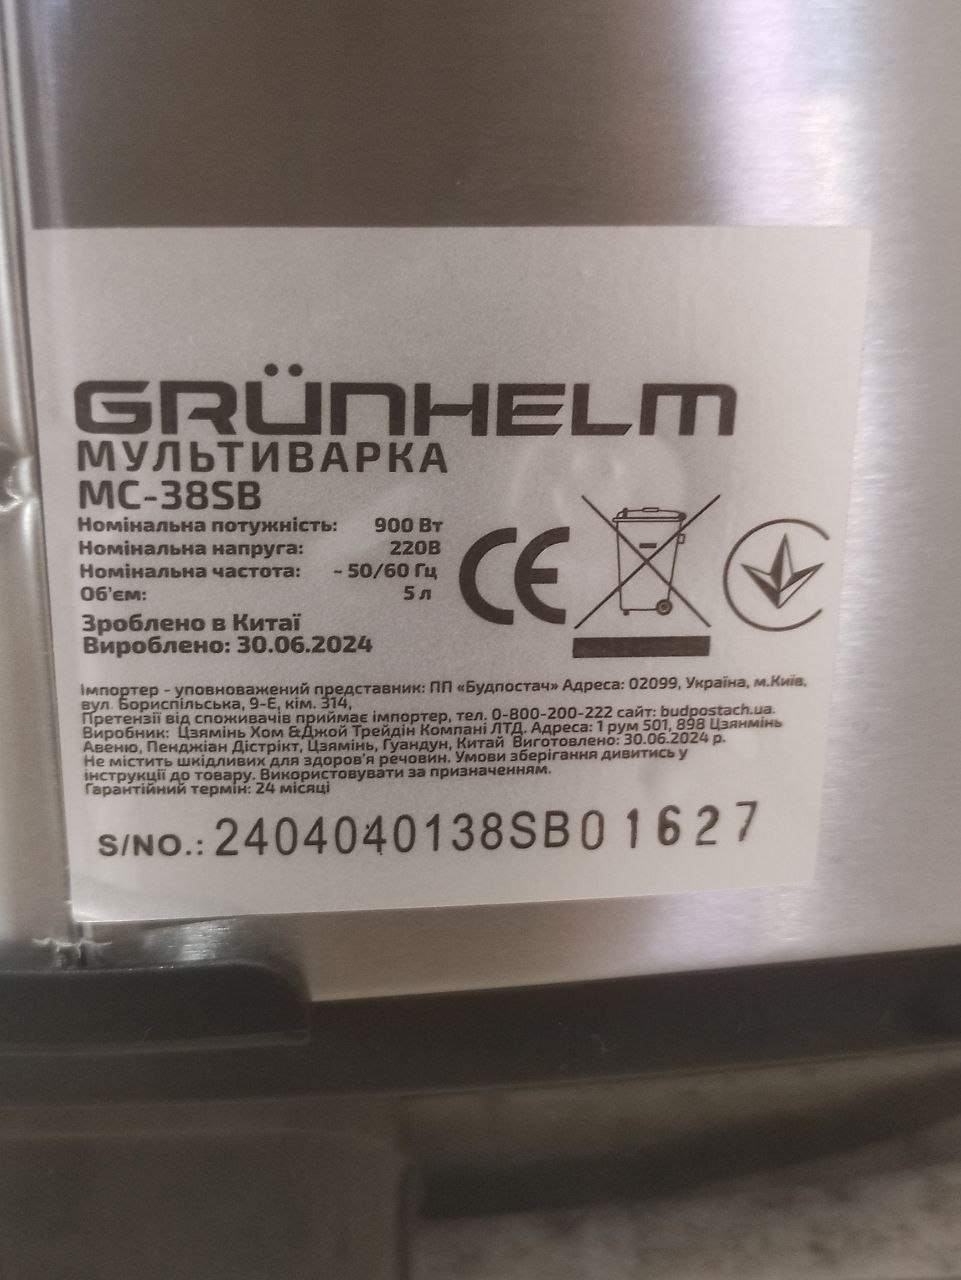 GRÜNHELM
МУЛЬТИВАРКА
MC-38SB
Номінальна потужність: 900 Вт
Номінальна напруга: 220В
Номінальна частота: ~ 50/60 Гц
Об'єм: 5 л
CE
Зроблено в Китаї
Вироблено: 30.06.2024
Імпортер - уповноважений представник: ПП «Будпостач» Адреса: 02099, Україна, м.Київ,
вул. Бориспільська, 9-Е, кім. 314,
Претензії від споживачів приймає імпортер, тел. 0-800-200-222 сайт: budpostach.ua.
Виробник: Цзямінь Хом &Джой Трейдін Компані ЛТД. Адреса: 1 рум 501, 898 Цзянмінь
Авеню, Пенджіан Дістрікт, Цзямінь, Гуандун, Китай Виготовлено: 30.06.2024 р.
Не містить шкідливих для здоров'я речовин. Умови зберігання дивитись у
інструкції до товару. Використовувати за призначенням.
Гарантійний термін: 24 місяці
S/NO.: 2404040138SB01627